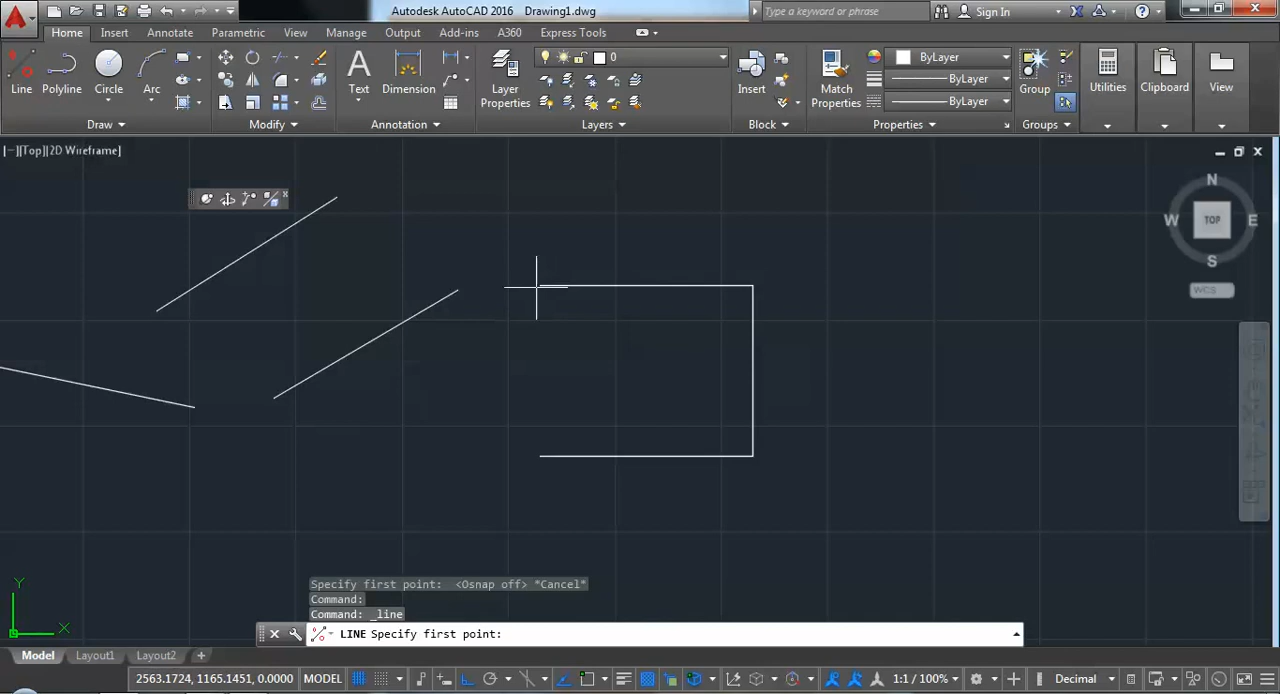 Autodesk AutoCAD 2016 Drawing1.dwg
Type a keyword or phrase
Sign In
Home Insert Annotate Parametric View Manage Output Add-ins A360 Express Tools
Line Polyline Circle Arc
Draw
Modify
Text Dimension
Annotation
Layer Properties
0
Layers
Insert
Block
Match Properties
ByLayer
ByLayer
ByLayer
Properties
Group
Groups
Utilities
Clipboard
View
[−][Top][2D Wireframe]
N
W TOP E
S
WCS
Specify first point: <Osnap off> *Cancel*
Command:
Command: _line
LINE Specify first point:
Y
X
Model Layout1 Layout2 +
2563.1724, 1165.1451, 0.0000 MODEL 1:1 / 100% Decimal